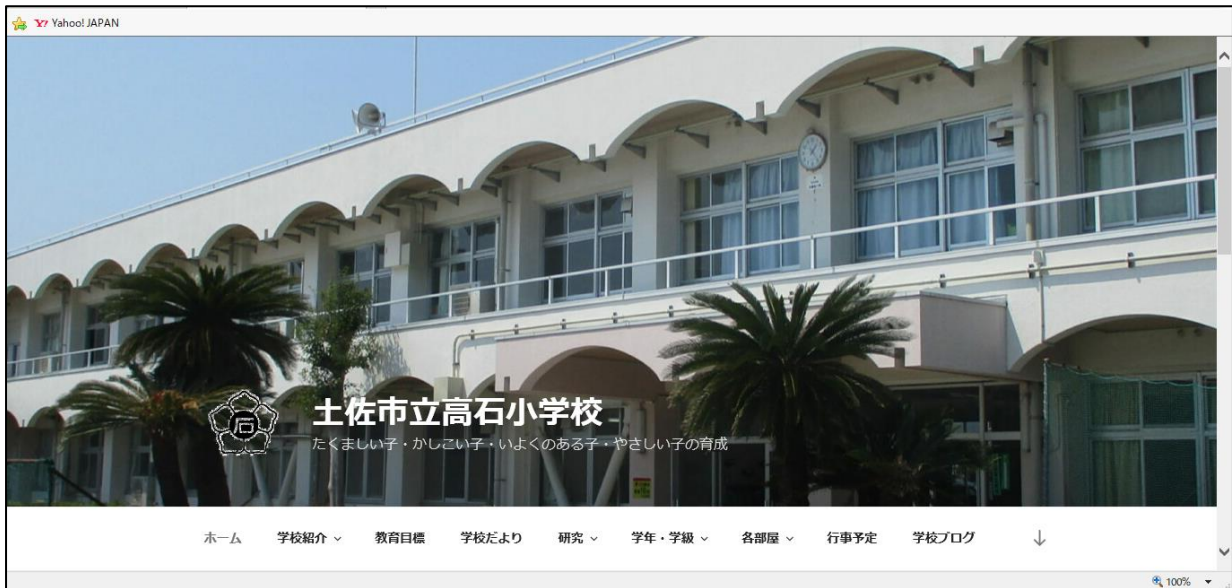 Yahoo! JAPAN
土佐市立高石小学校
石
たくましい子・かしこい子・いよくのある子・やさしい子の育成
ホーム 学校紹介 教育目標 学校だより 研究 学年・学級 各部屋 行事予定 学校ブログ
100%